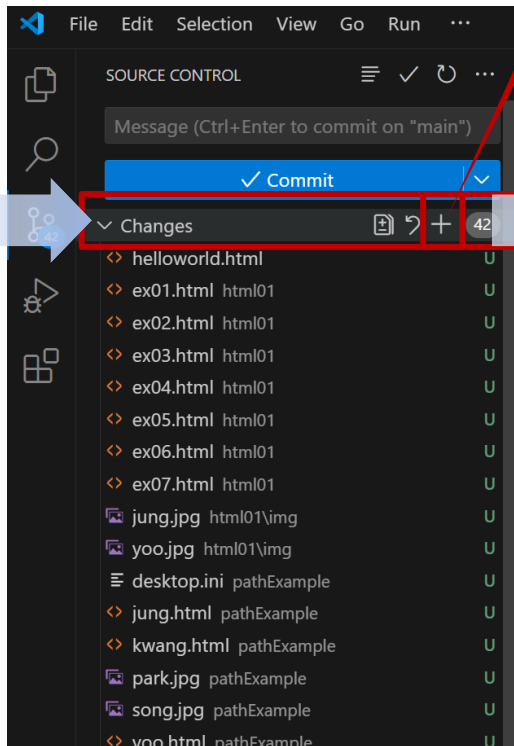 File Edit Selection View Go Run ...
SOURCE CONTROL
Message (Ctrl+Enter to commit on "main")
Commit
Changes 42
42
helloworld.html U
ex01.html html01 U
ex02.html html01 U
ex03.html html01 U
ex04.html html01 U
ex05.html html01 U
ex06.html html01 U
ex07.html html01 U
jung.jpg html01\img U
yoo.jpg html01\img U
desktop.ini pathExample U
jung.html pathExample U
kwang.html pathExample U
park.jpg pathExample U
song.jpg pathExample U
yoo.html pathExample U